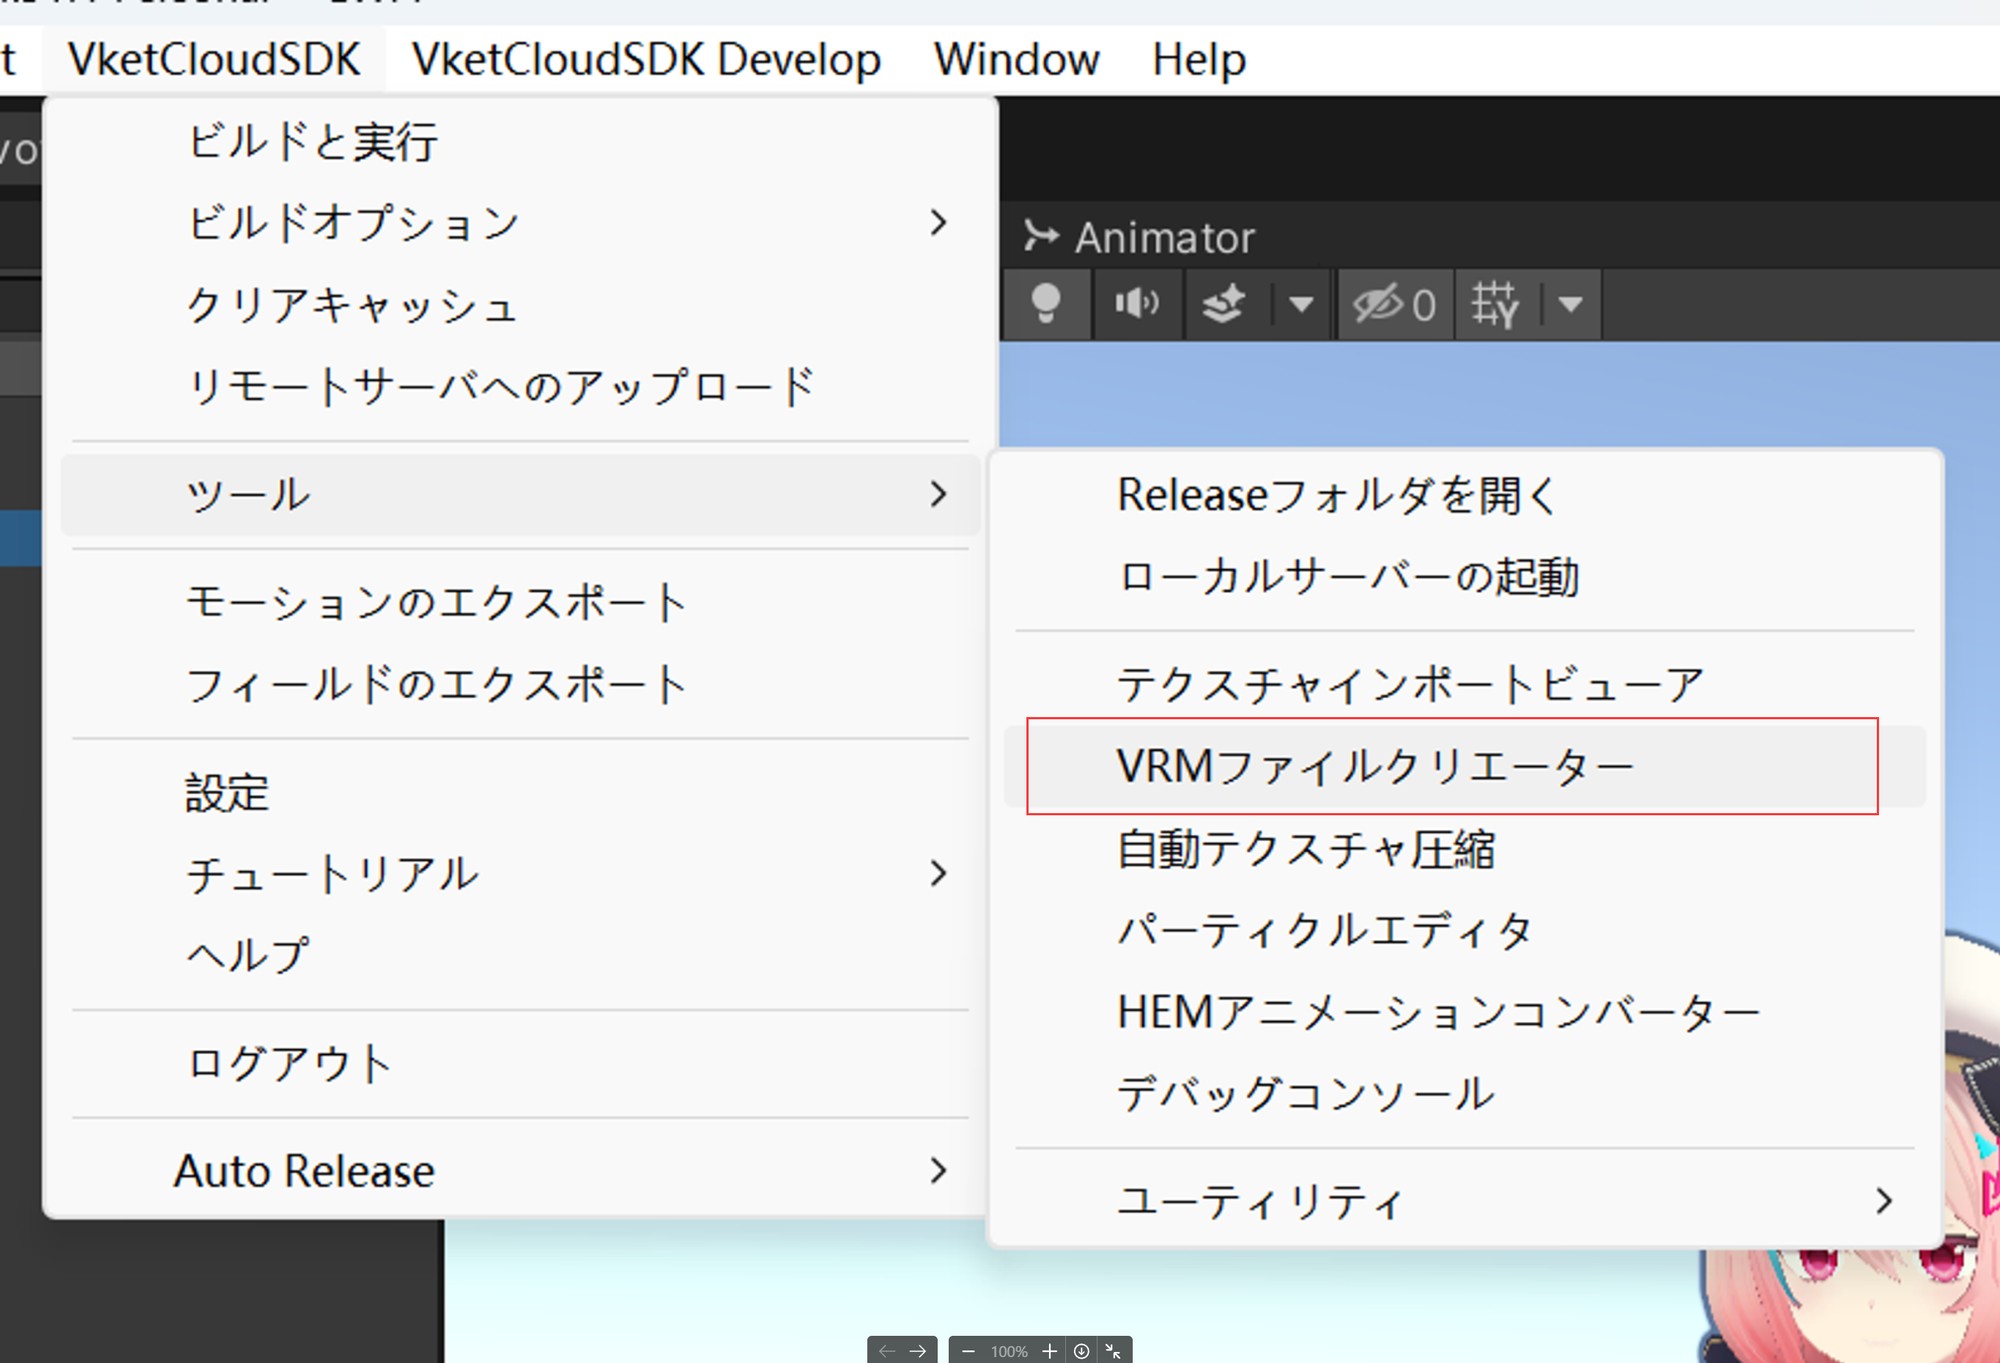 VketCloudSDK VketCloudSDK Develop Window Help
ビルドと実行
ビルドオプション
クリアキャッシュ
リモートサーバへのアップロード
ツール
モーションのエクスポート
フィールドのエクスポート
設定
チュートリアル
ヘルプ
ログアウト
Auto Release
Animator
0
Releaseフォルダを開く
ローカルサーバーの起動
テクスチャインポートビューア
VRMファイルクリエーター
自動テクスチャ圧縮
パーティクルエディタ
HEMアニメーションコンバーター
デバッグコンソール
ユーティリティ
100%